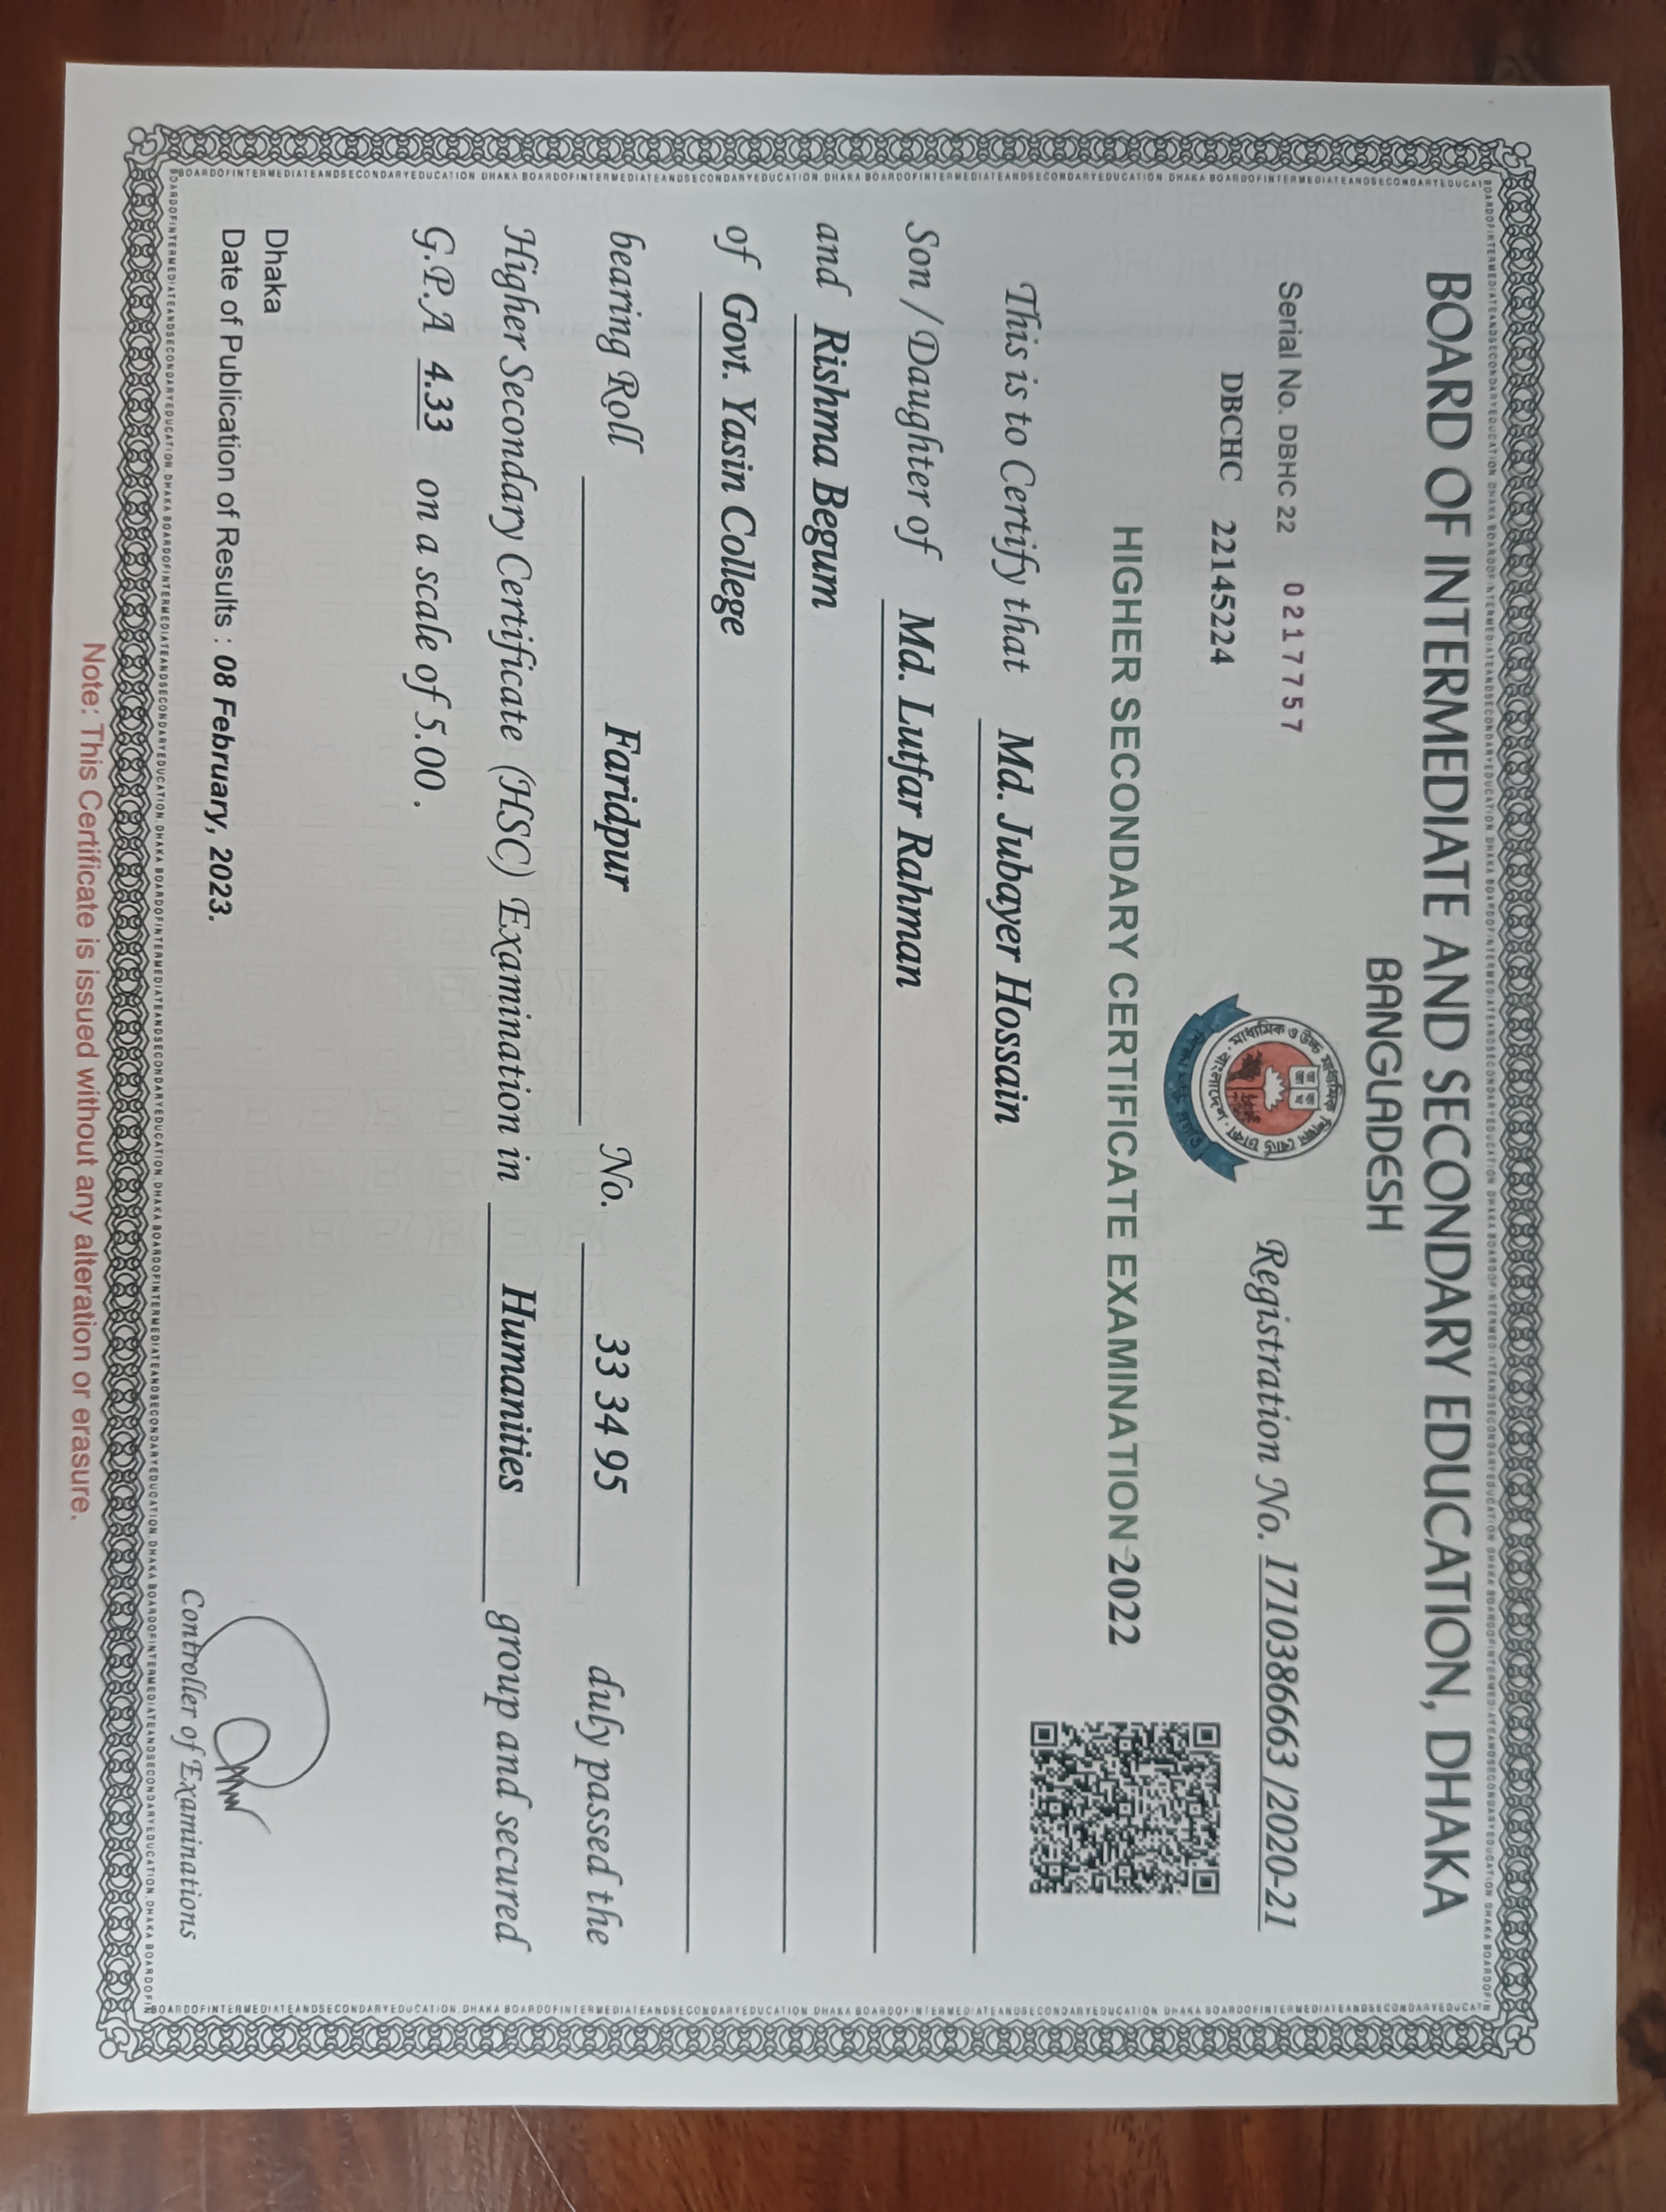 BOARD OF INTERMEDIATE AND SECONDARY EDUCATION, DHAKA
BANGLADESH
Serial No. DBHC 22 0217757
DBCHC 22145224
Registration No. 1710386663 /2020-21
মাধ্যমিক ও উচ্চ মাধ্যমিক শিক্ষা বোর্ড ঢাকা
বাংলাদেশ
HIGHER SECONDARY CERTIFICATE EXAMINATION 2022
This is to Certify that Md. Jubayer Hossain
Son / Daughter of Md. Lutfar Rahman
and Rishma Begum
of Govt. Yasin College
bearing Roll Faridpur No. 33 34 95 duly passed the
Higher Secondary Certificate (HSC) Examination in Humanities group and secured
G.P.A 4.33 on a scale of 5.00 .
Dhaka
Date of Publication of Results : 08 February, 2023.
Controller of Examinations
Note: This Certificate is issued without any alteration or erasure.